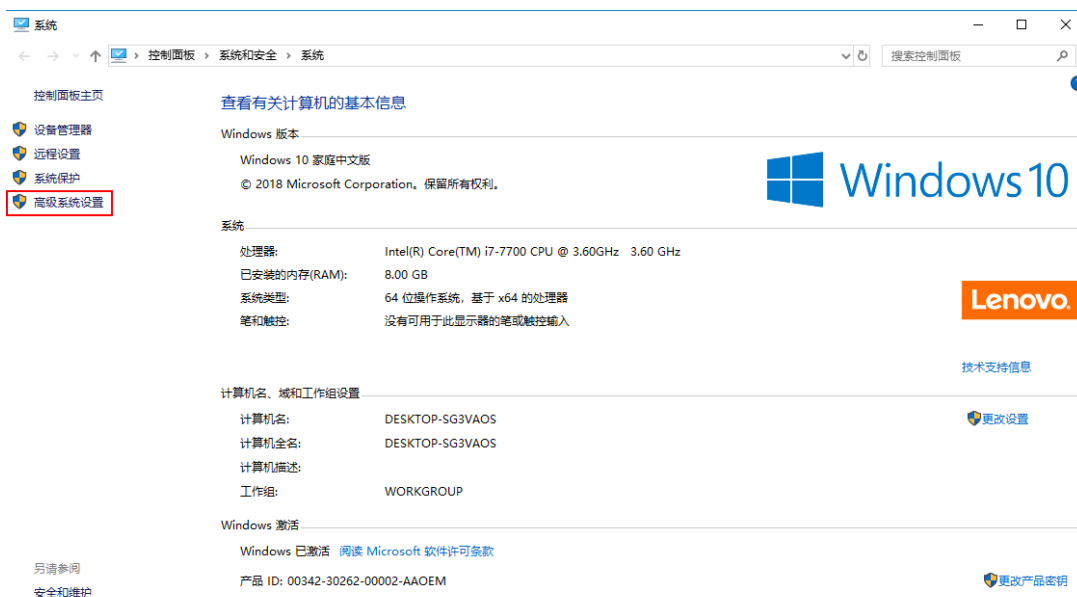 系统
控制面板 › 系统和安全 › 系统
搜索控制面板
控制面板主页
设备管理器
远程设置
系统保护
高级系统设置
查看有关计算机的基本信息
Windows 版本
Windows 10 家庭中文版
© 2018 Microsoft Corporation。保留所有权利。
Windows 10
系统
处理器: Intel(R) Core(TM) i7-7700 CPU @ 3.60GHz 3.60 GHz
已安装的内存(RAM): 8.00 GB
系统类型: 64 位操作系统，基于 x64 的处理器
笔和触控: 没有可用于此显示器的笔或触控输入
Lenovo.
技术支持信息
计算机名、域和工作组设置
计算机名: DESKTOP-SG3VAOS
更改设置
计算机全名: DESKTOP-SG3VAOS
计算机描述:
工作组: WORKGROUP
Windows 激活
Windows 已激活 阅读 Microsoft 软件许可条款
产品 ID: 00342-30262-00002-AAOEM
更改产品密钥
另请参阅
安全和维护